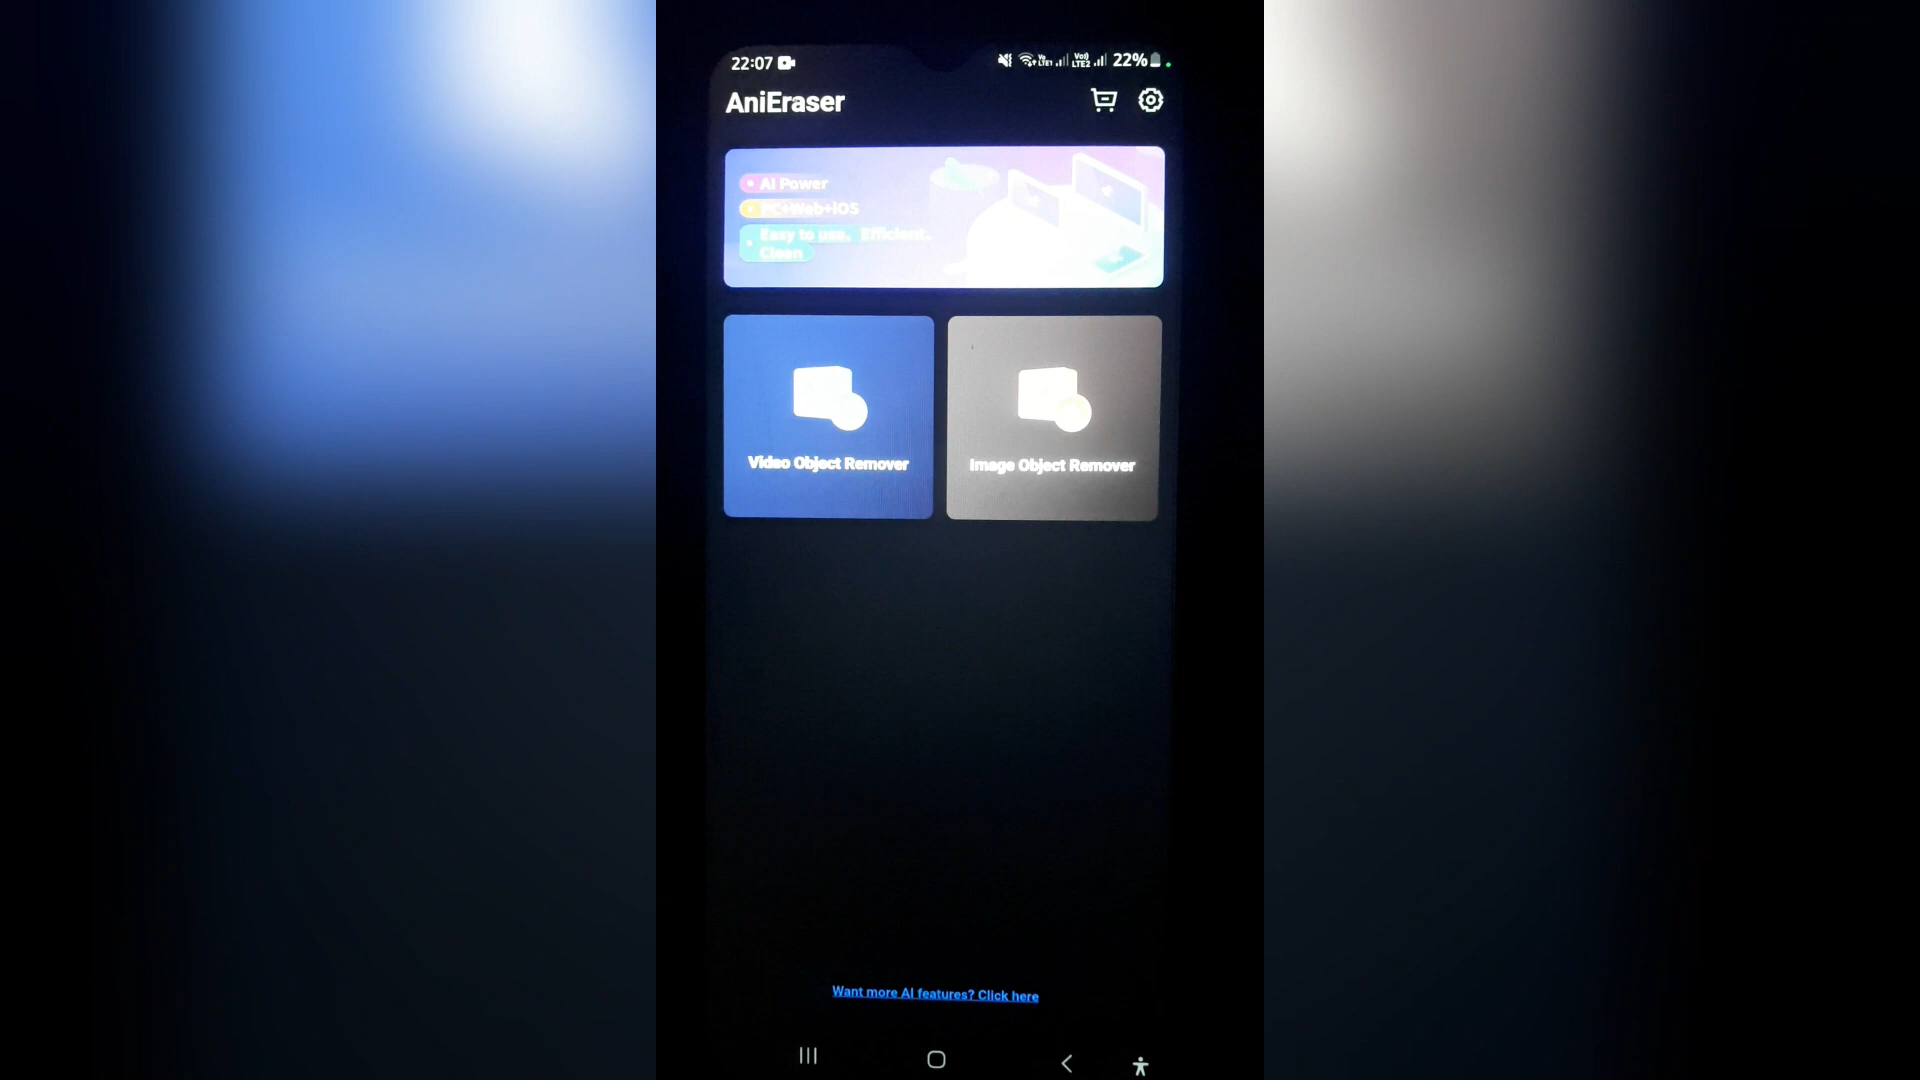 22:07
22%
AniEraser
AI Power
PC+Web+iOS
Easy to use. Efficient.
Clean
Video Object Remover
Image Object Remover
Want more AI features? Click here